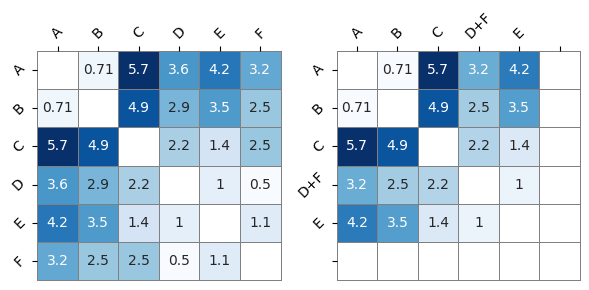 A B C D E F
A 0.71 5.7 3.6 4.2 3.2
B 0.71 4.9 2.9 3.5 2.5
C 5.7 4.9 2.2 1.4 2.5
D 3.6 2.9 2.2 1 0.5
E 4.2 3.5 1.4 1 1.1
F 3.2 2.5 2.5 0.5 1.1
A B C D+F E
A 0.71 5.7 3.2 4.2
B 0.71 4.9 2.5 3.5
C 5.7 4.9 2.2 1.4
D+F 3.2 2.5 2.2 1
E 4.2 3.5 1.4 1